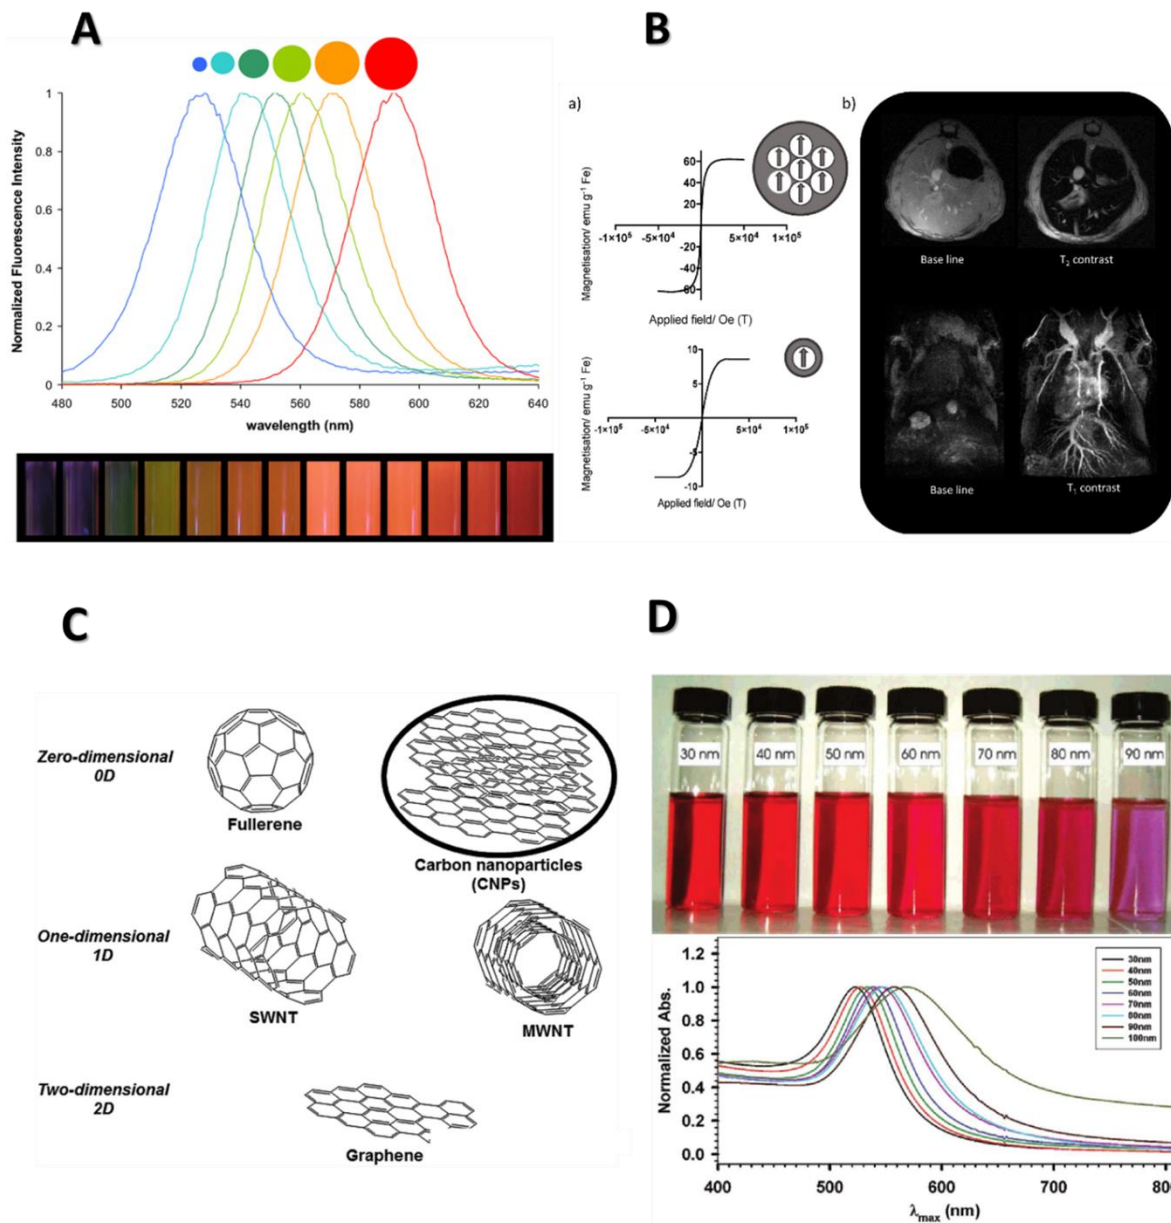 A
Normalized Fluorescence Intensity
1
0.8
0.6
0.4
0.2
0
480 500 520 540 560 580 600 620 640
wavelength (nm)
B
a)
Magnetisation/ emu g⁻¹ Fe)
60
40
20
-1×10⁵ -5×10⁴ 5×10⁴ 1×10⁵
-20
-40
-60
Applied field/ Oe (T)
Magnetisation/ emu g⁻¹ Fe)
10
5
-1×10⁵ -5×10⁴ 5×10⁴ 1×10⁵
-5
-10
Applied field/ Oe (T)
b)
Base line
T₂ contrast
Base line
T₁ contrast
C
Zero-dimensional
0D
Fullerene
Carbon nanoparticles
(CNPs)
One-dimensional
1D
SWNT
MWNT
Two-dimensional
2D
Graphene
D
30 nm 40 nm 50 nm 60 nm 70 nm 80 nm 90 nm
Normalized Abs.
1.2
1.0
0.8
0.6
0.4
0.2
0.0
400 500 600 700
λmax (nm)
30nm
40nm
50nm
60nm
70nm
80nm
90nm
100nm